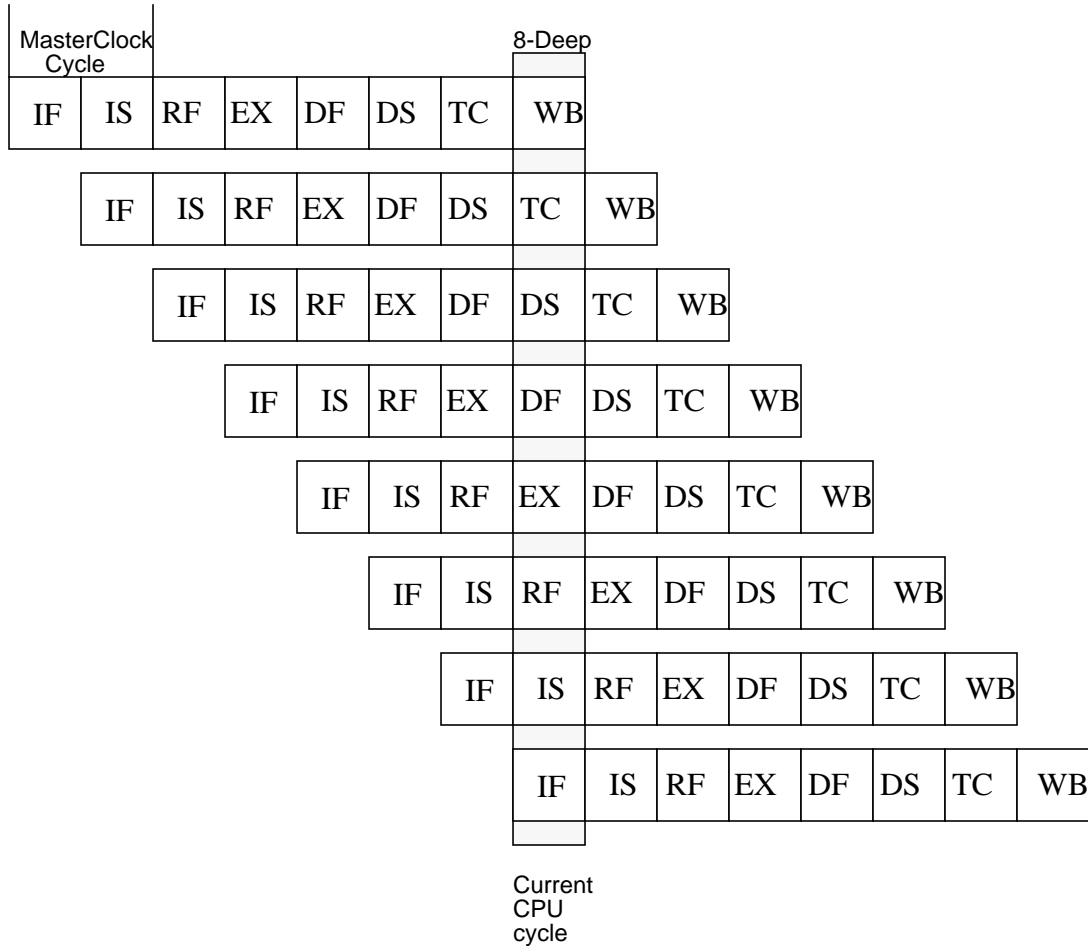 MasterClock
Cycle
8-Deep
IF IS RF EX DF DS TC WB
IF IS RF EX DF DS TC WB
IF IS RF EX DF DS TC WB
IF IS RF EX DF DS TC WB
IF IS RF EX DF DS TC WB
IF IS RF EX DF DS TC WB
IF IS RF EX DF DS TC WB
IF IS RF EX DF DS TC WB
Current
CPU
cycle